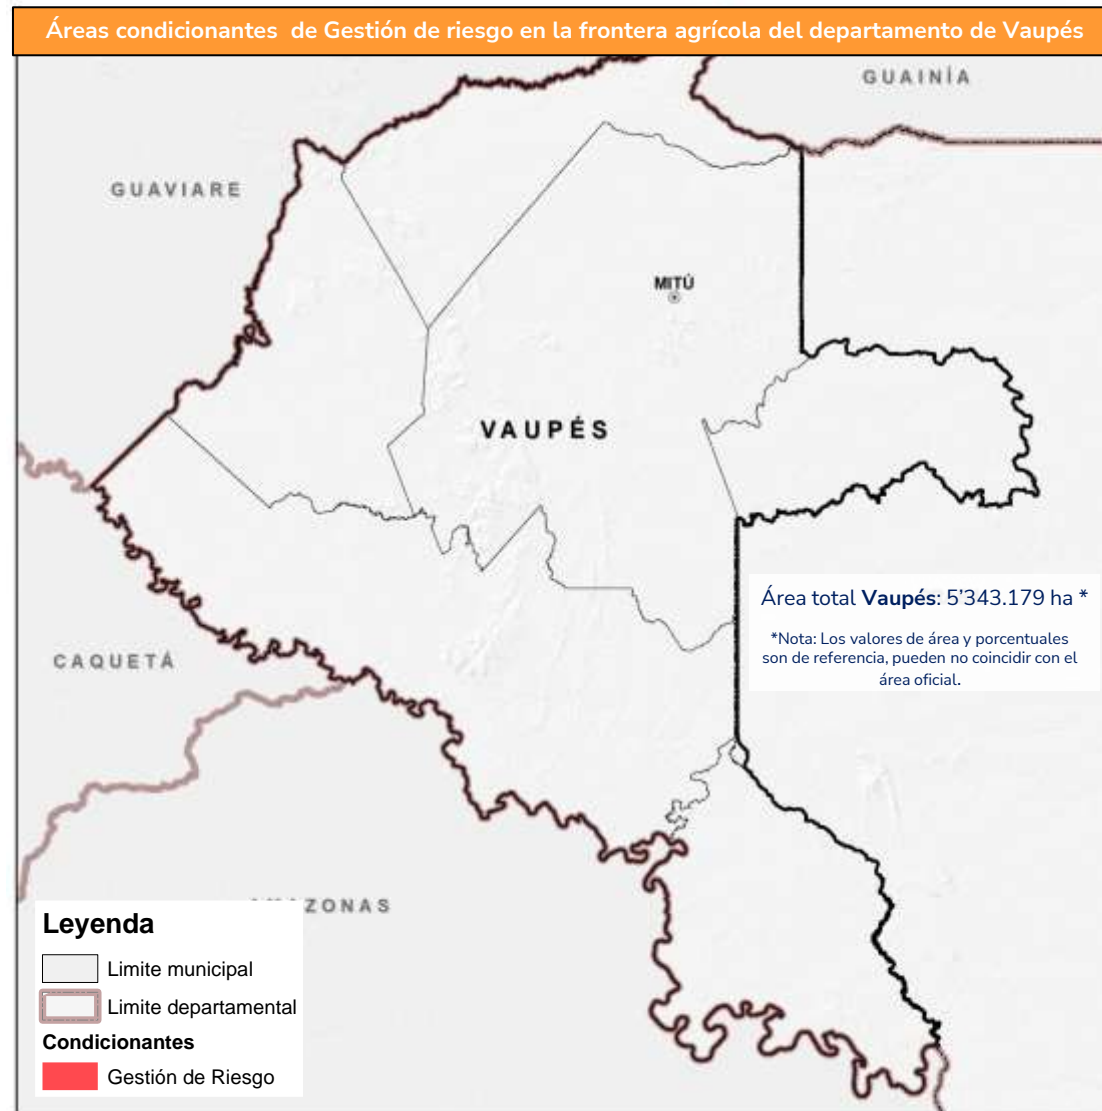 Áreas condicionantes de Gestión de riesgo en la frontera agrícola del departamento de Vaupés
GUAINÍA
GUAVIARE
MITÚ
VAUPÉS
Área total Vaupés: 5'343.179 ha *
*Nota: Los valores de área y porcentuales
son de referencia, pueden no coincidir con el
área oficial.
CAQUETÁ
AMAZONAS
Leyenda
Limite municipal
Limite departamental
Condicionantes
Gestión de Riesgo